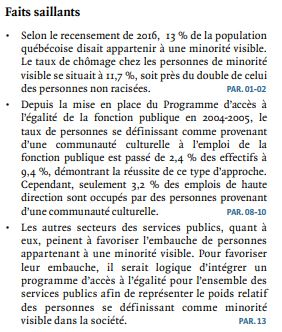 Faits saillants
• Selon le recensement de 2016, 13 % de la population
québécoise disait appartenir à une minorité visible.
Le taux de chômage chez les personnes de minorité
visible se situait à 11,7 %, soit près du double de celui
des personnes non racisées. PAR. 01-02
• Depuis la mise en place du Programme d'accès à
l'égalité de la fonction publique en 2004-2005, le
taux de personnes se définissant comme provenant
d'une communauté culturelle à l'emploi de la
fonction publique est passé de 2,4 % des effectifs à
9,4 %, démontrant la réussite de ce type d'approche.
Cependant, seulement 3,2 % des emplois de haute
direction sont occupés par des personnes provenant
d'une communauté culturelle. PAR. 08-10
• Les autres secteurs des services publics, quant à
eux, peinent à favoriser l'embauche de personnes
appartenant à une minorité visible. Pour favoriser
leur embauche, il serait logique d'intégrer un
programme d'accès à l'égalité pour l'ensemble des
services publics afin de représenter le poids relatif
des personnes se définissant comme minorité
visible dans la société. PAR. 13